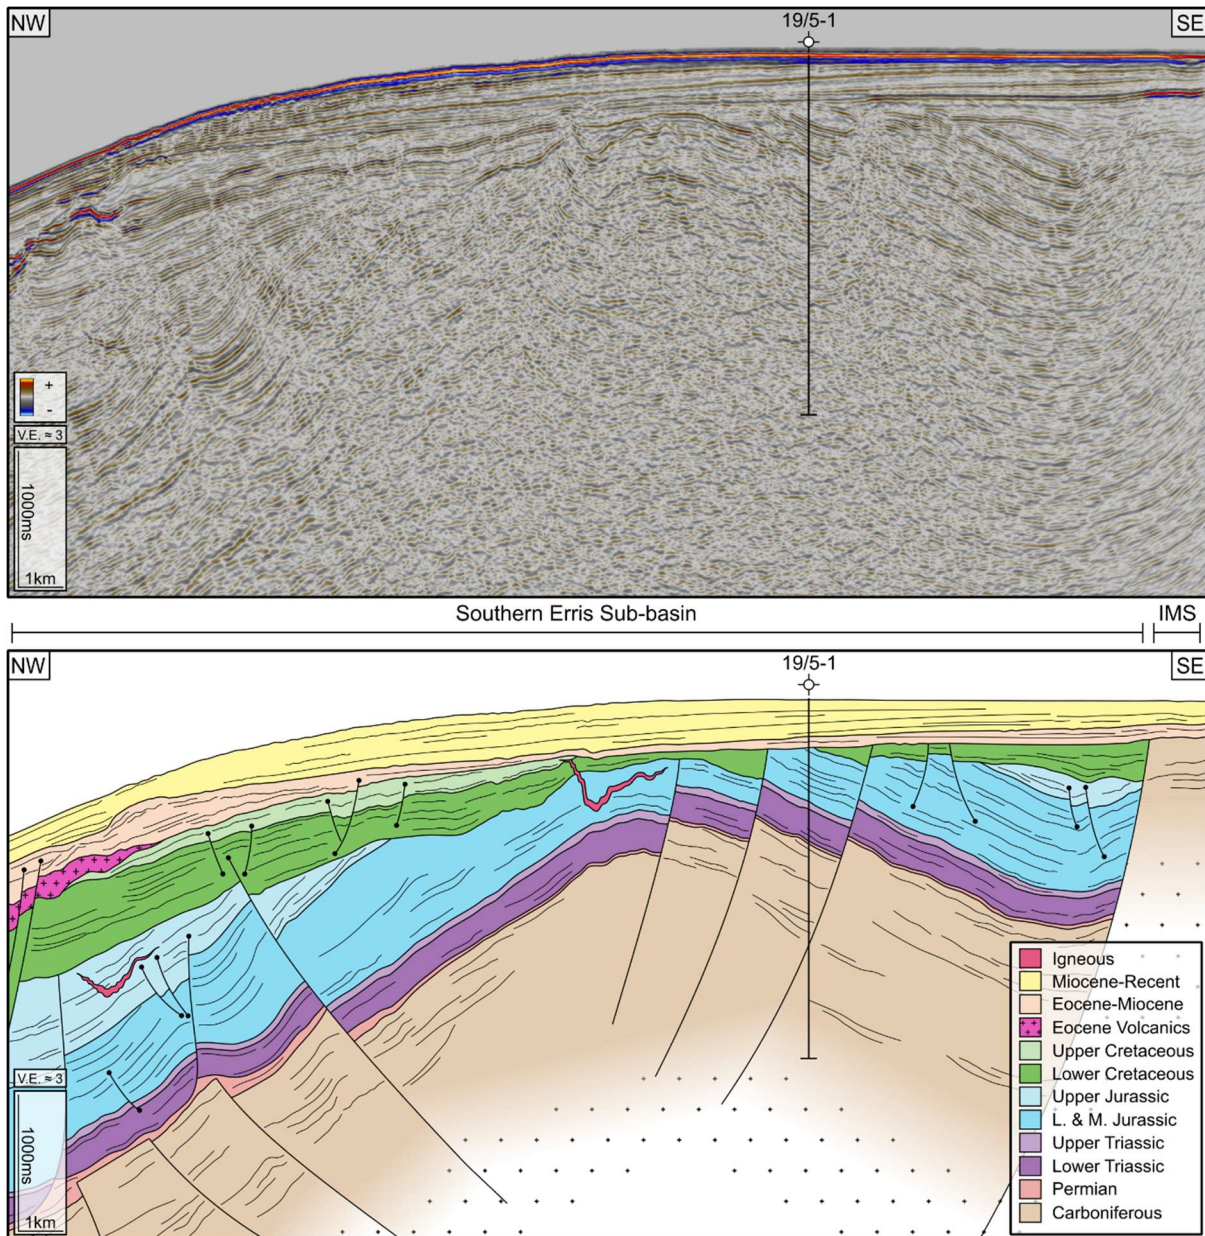 NW
19/5-1
SE
+
-
V.E. ≈ 3
1000ms
1km
Southern Erris Sub-basin
IMS
NW
19/5-1
SE
Igneous
Miocene-Recent
Eocene-Miocene
Eocene Volcanics
Upper Cretaceous
Lower Cretaceous
Upper Jurassic
L. & M. Jurassic
Upper Triassic
Lower Triassic
Permian
Carboniferous
V.E. ≈ 3
1000ms
1km